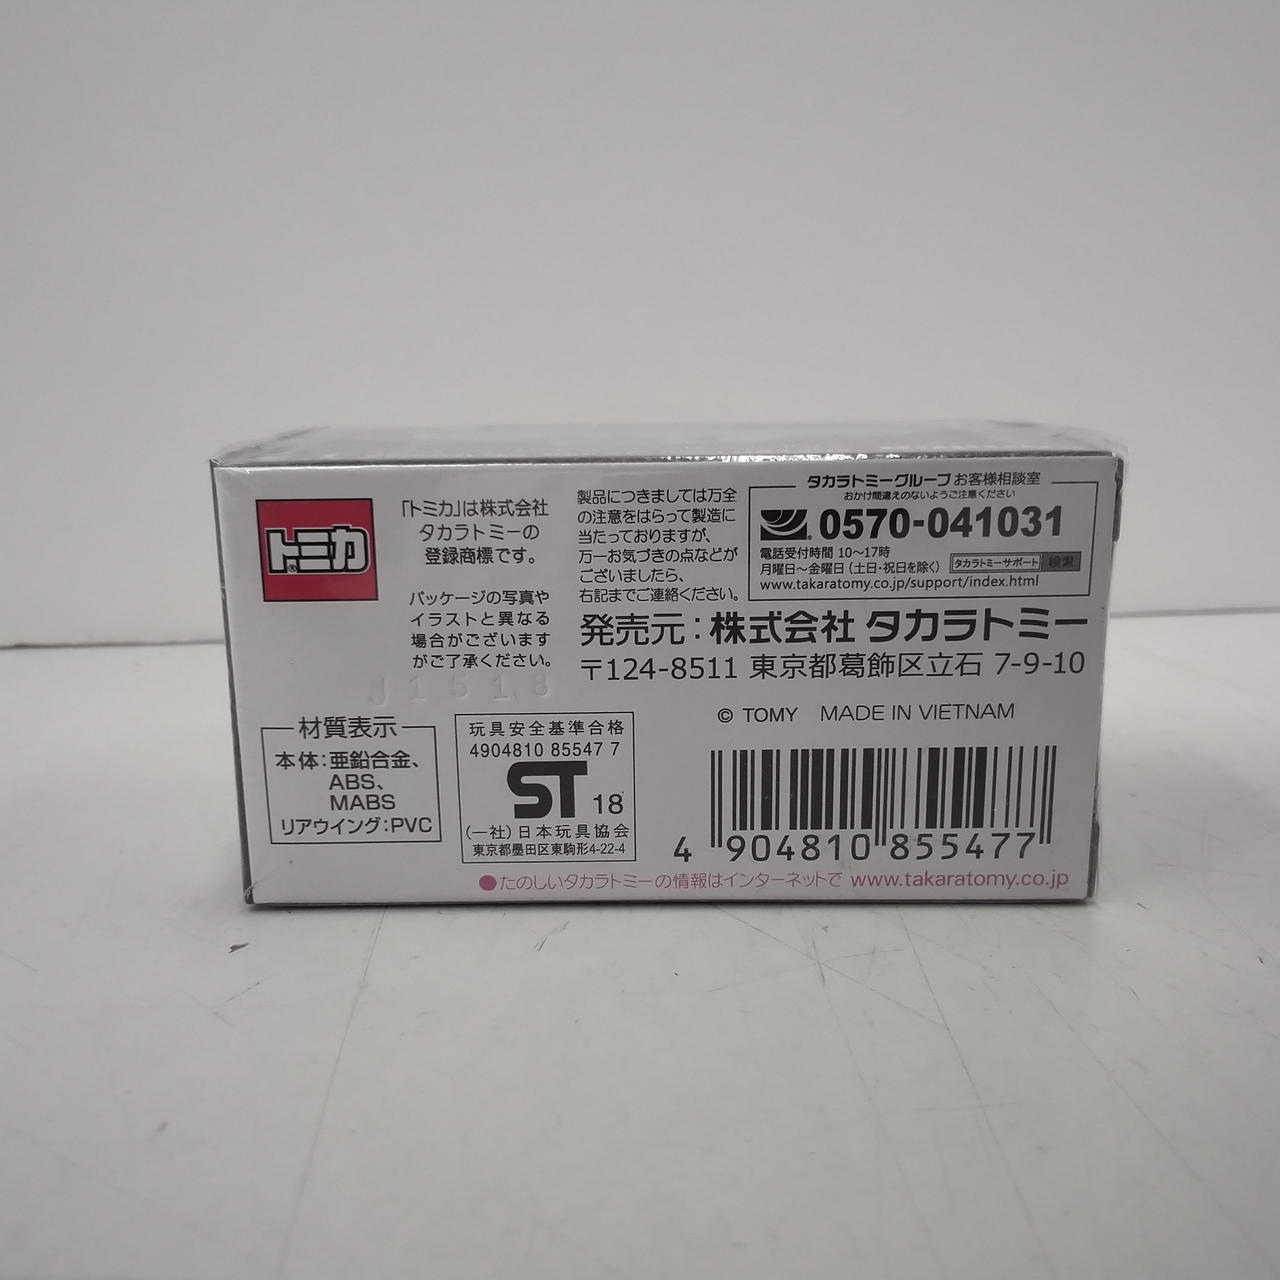 トミカ
「トミカ」は株式会社
タカラトミーの
登録商標です。
パッケージの写真や
イラストと異なる
場合がございます
がご了承ください。
J1518
製品につきましては万全
の注意をはらって製造に
当たっておりますが、
万一お気づきの点などが
ございましたら、
右記までご連絡ください。
タカラトミーグループお客様相談室
おかけ間違えのないようご注意ください
0570-041031
電話受付時間 10〜17時
月曜日〜金曜日（土日・祝日を除く）
タカラトミーサポート 検索
www.takaratomy.co.jp/support/index.html
発売元：株式会社 タカラトミー
〒124-8511 東京都葛飾区立石 7-9-10
© TOMY MADE IN VIETNAM
材質表示
本体：亜鉛合金、
ABS、
MABS
リアウイング：PVC
玩具安全基準合格
4904810 85547 7
ST 18
（一社）日本玩具協会
東京都墨田区東駒形4-22-4
4 904810 855477
●たのしいタカラトミーの情報はインターネットで www.takaratomy.co.jp